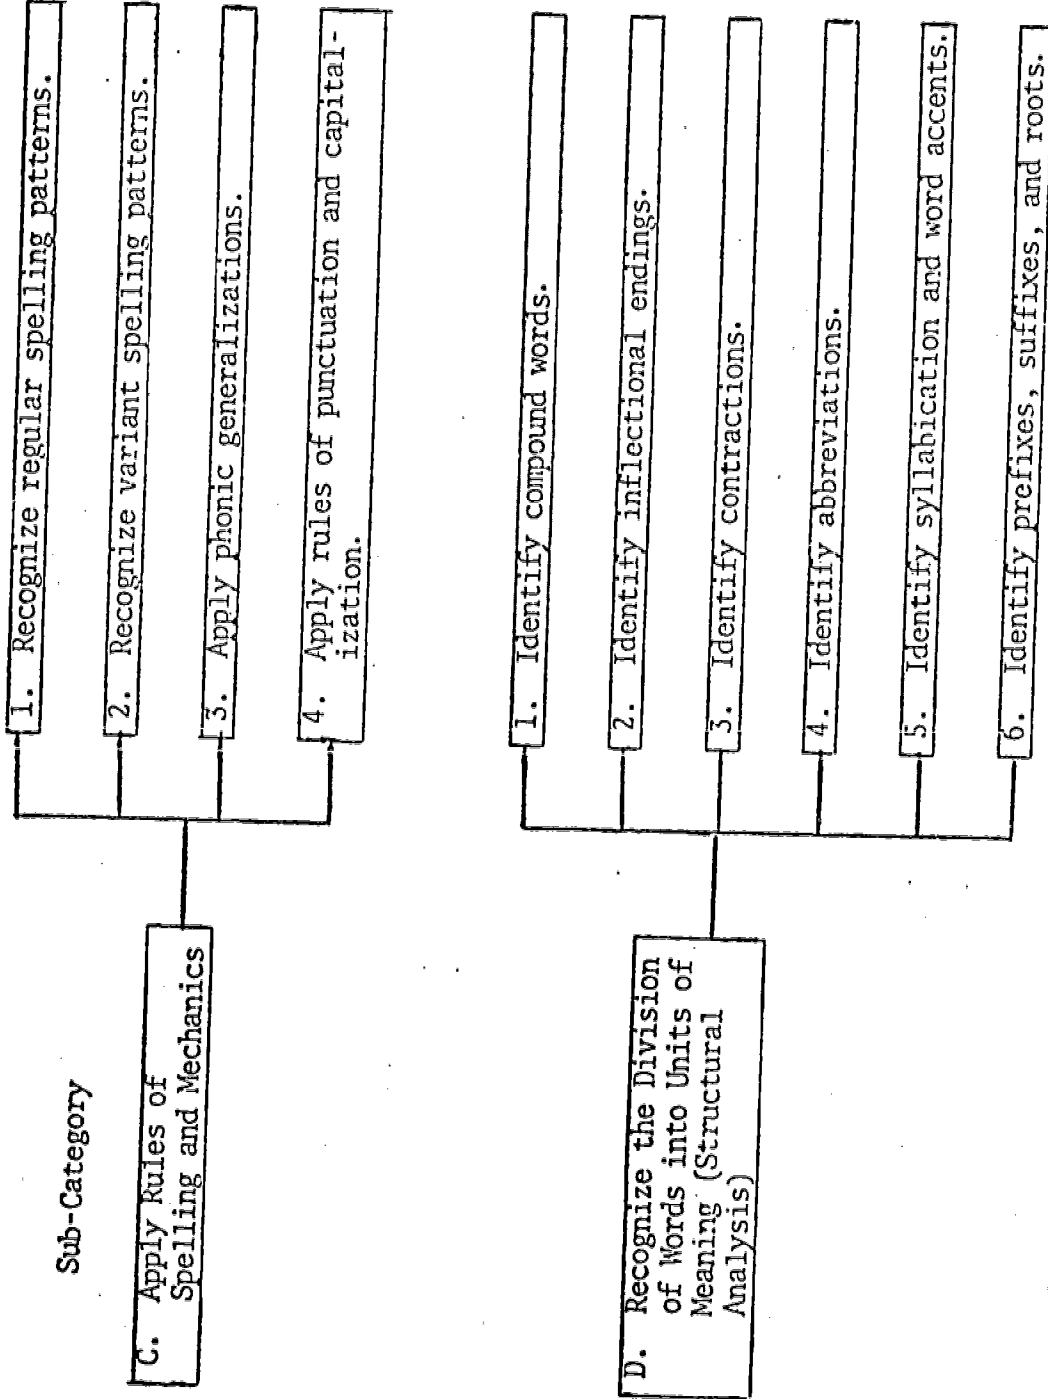 Sub-Category
C. Apply Rules of
Spelling and Mechanics
1. Recognize regular spelling patterns.
2. Recognize variant spelling patterns.
3. Apply phonic generalizations.
4. Apply rules of punctuation and capital-
ization.
D. Recognize the Division
of Words into Units of
Meaning (Structural
Analysis)
1. Identify compound words.
2. Identify inflectional endings.
3. Identify contractions.
4. Identify abbreviations.
5. Identify syllabication and word accents.
6. Identify prefixes, suffixes, and roots.